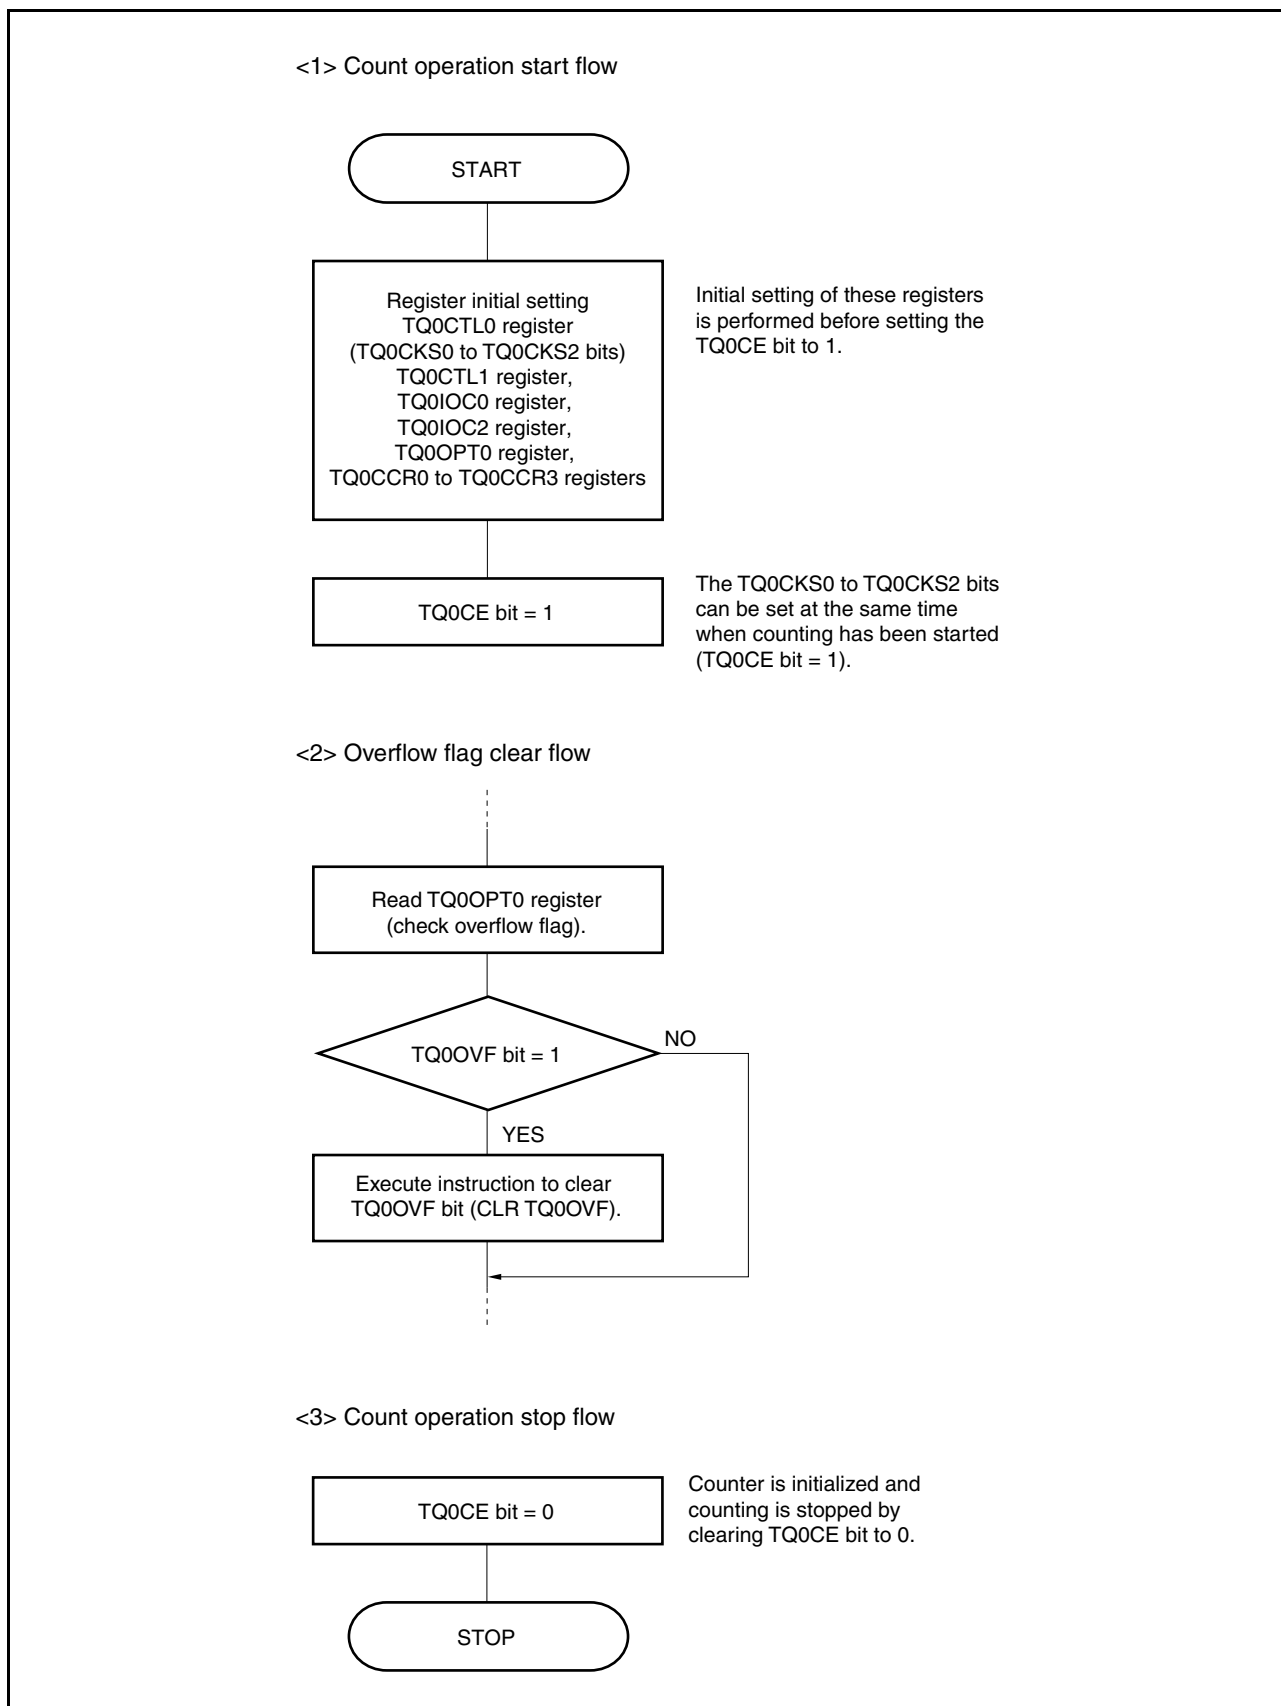 <1> Count operation start flow
START
Register initial setting
TQ0CTL0 register
(TQ0CKS0 to TQ0CKS2 bits)
TQ0CTL1 register,
TQ0IOC0 register,
TQ0IOC2 register,
TQ0OPT0 register,
TQ0CCR0 to TQ0CCR3 registers
Initial setting of these registers
is performed before setting the
TQ0CE bit to 1.
TQ0CE bit = 1
The TQ0CKS0 to TQ0CKS2 bits
can be set at the same time
when counting has been started
(TQ0CE bit = 1).
<2> Overflow flag clear flow
Read TQ0OPT0 register
(check overflow flag).
TQ0OVF bit = 1
NO
YES
Execute instruction to clear
TQ0OVF bit (CLR TQ0OVF).
<3> Count operation stop flow
TQ0CE bit = 0
Counter is initialized and
counting is stopped by
clearing TQ0CE bit to 0.
STOP